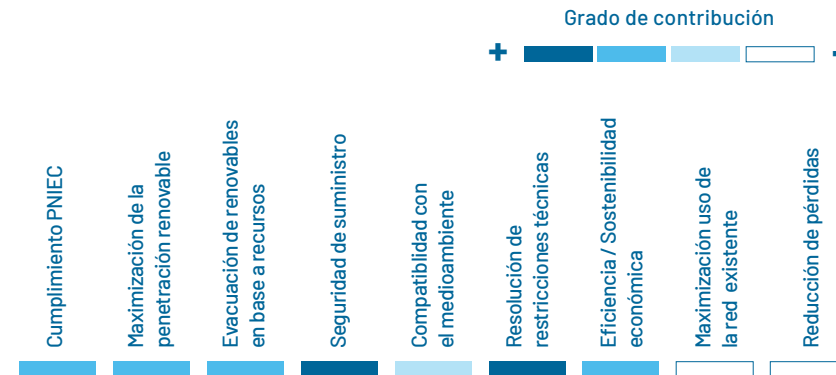 Grado de contribución
+ -
Cumplimiento PNIEC
Maximización de la
penetración renovable
Evacuación de renovables
en base a recursos
Seguridad de suministro
Compatiblidad con
el medioambiente
Resolución de
restricciones técnicas
Eficiencia / Sostenibilidad
económica
Maximización uso de
la red existente
Reducción de pérdidas